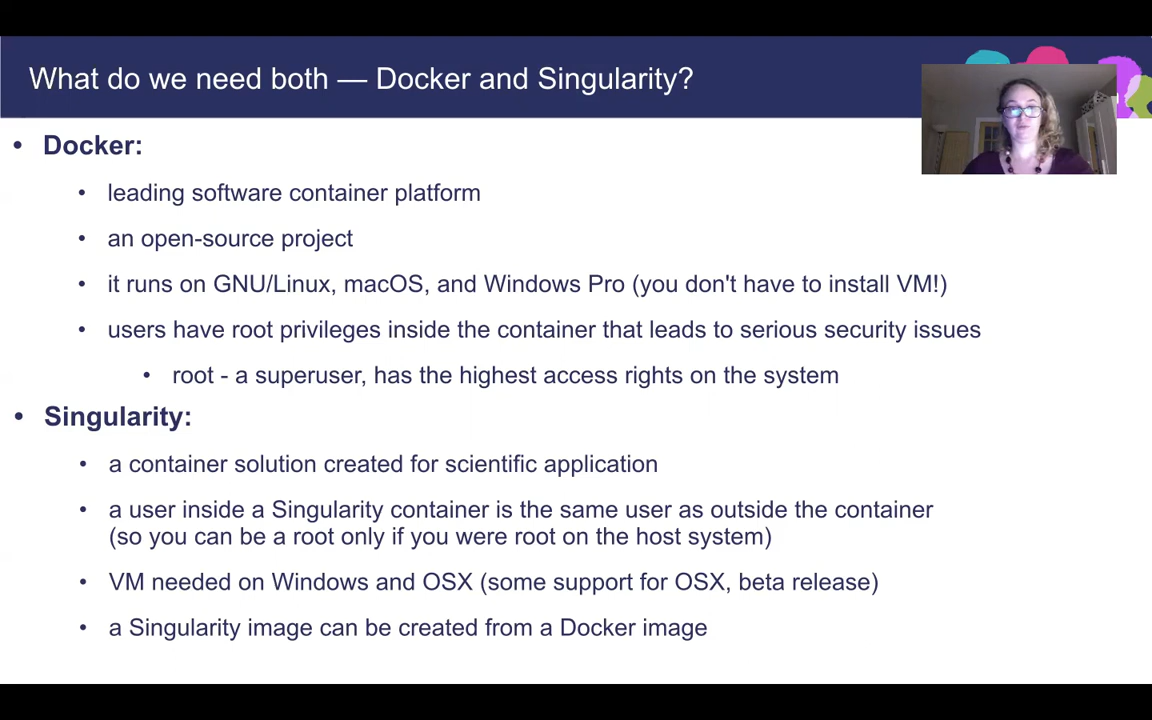 What do we need both — Docker and Singularity?
• Docker:
• leading software container platform
• an open-source project
• it runs on GNU/Linux, macOS, and Windows Pro (you don't have to install VM!)
• users have root privileges inside the container that leads to serious security issues
• root - a superuser, has the highest access rights on the system
• Singularity:
• a container solution created for scientific application
• a user inside a Singularity container is the same user as outside the container
(so you can be a root only if you were root on the host system)
• VM needed on Windows and OSX (some support for OSX, beta release)
• a Singularity image can be created from a Docker image